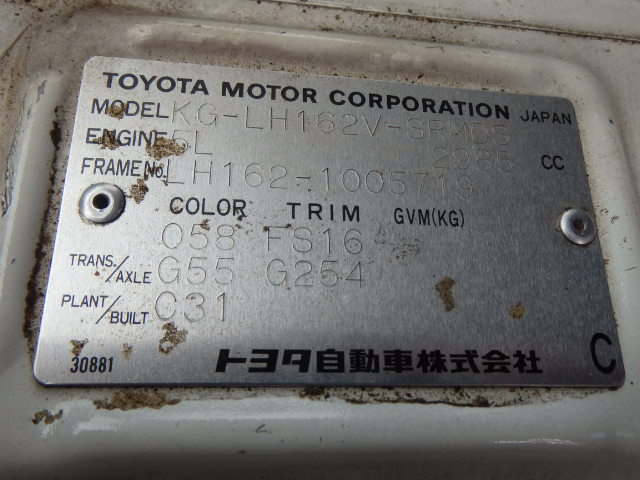 TOYOTA MOTOR CORPORATION JAPAN
MODEL KG-LH162V-SRMDS
ENGINE 5L 2985 CC
FRAME No. LH162-1005719
COLOR TRIM GVM(KG)
058 FS16
TRANS./AXLE G55 G254
PLANT/BUILT C31
30881 トヨタ自動車株式会社 C